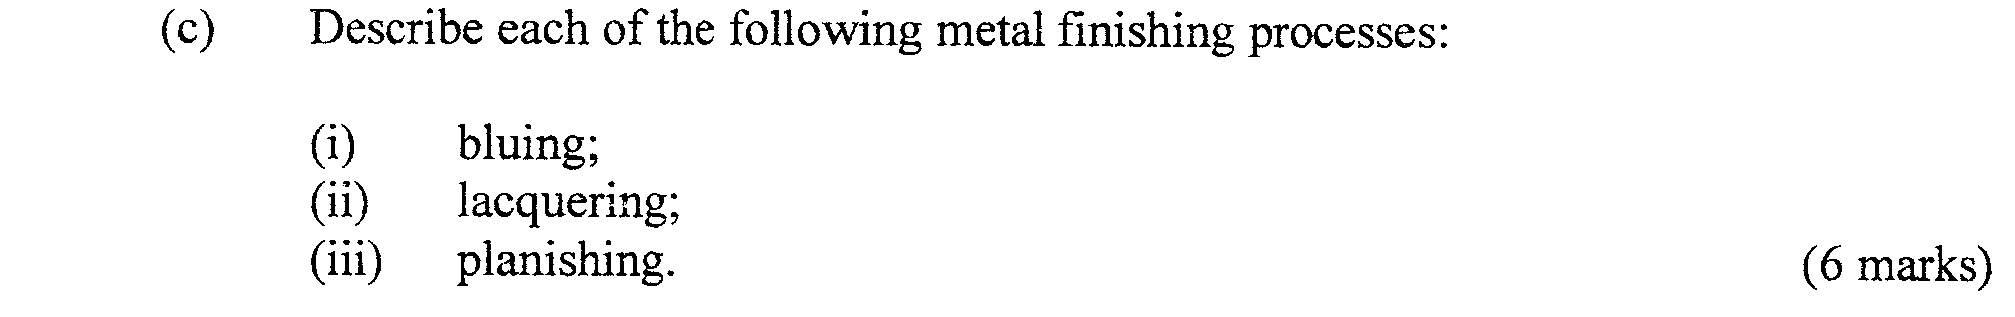 (c) Describe each of the following metal finishing processes:
(i) bluing;
(ii) lacquering;
(iii) planishing.
(6 marks)